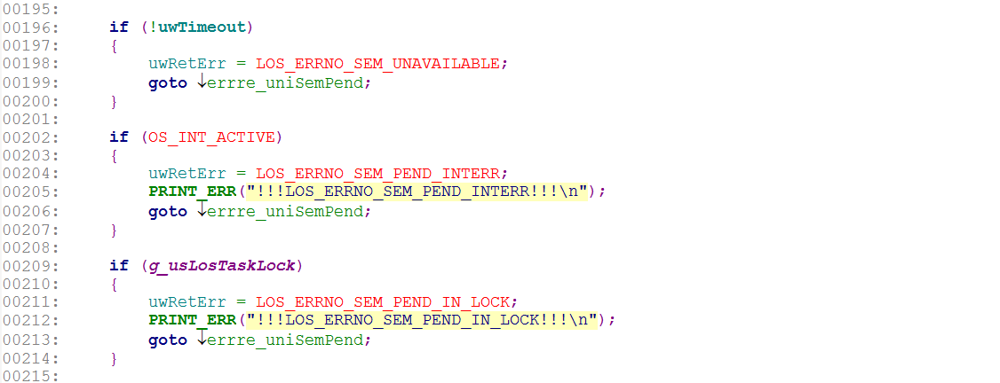 00195:
00196: if (!uwTimeout)
00197: {
00198: uwRetErr = LOS_ERRNO_SEM_UNAVAILABLE;
00199: goto ↓errre_uniSemPend;
00200: }
00201:
00202: if (OS_INT_ACTIVE)
00203: {
00204: uwRetErr = LOS_ERRNO_SEM_PEND_INTERR;
00205: PRINT_ERR("!!!LOS_ERRNO_SEM_PEND_INTERR!!!\n");
00206: goto ↓errre_uniSemPend;
00207: }
00208:
00209: if (g_usLosTaskLock)
00210: {
00211: uwRetErr = LOS_ERRNO_SEM_PEND_IN_LOCK;
00212: PRINT_ERR("!!!LOS_ERRNO_SEM_PEND_IN_LOCK!!!\n");
00213: goto ↓errre_uniSemPend;
00214: }
00215: